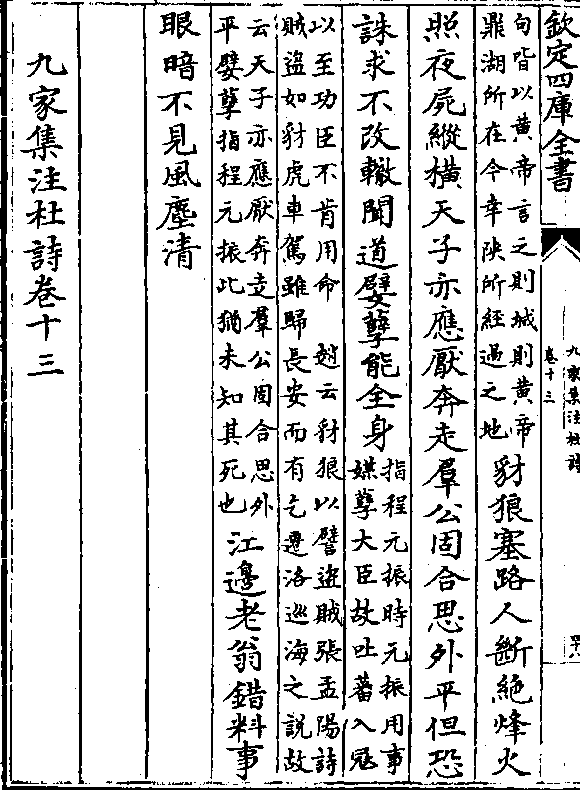 欽定四庫全書
九家集注杜詩
卷十三
句皆以黄帝言之則城則黄帝
鼎湖所在今幸陜所經過之地
豺狼塞路人斷絶烽火
照夜屍縱横天子亦應厭奔走羣公固合思外平但恐
誅求不改轍聞道嬖孽能全身
指程元振時元振用事
媒孽大臣故吐蕃入冦
以至功臣不肯用命　趙云豺狼以譬盗賊張孟陽詩
賊盗如豺虎車駕雖歸長安而有乞遷洛巡海之説故
云天子亦應厭奔走羣公固合思外
平嬖孽指程元振此猶未知其死也
江邊老翁錯料事
眼暗不見風塵清
九家集注杜詩卷十三